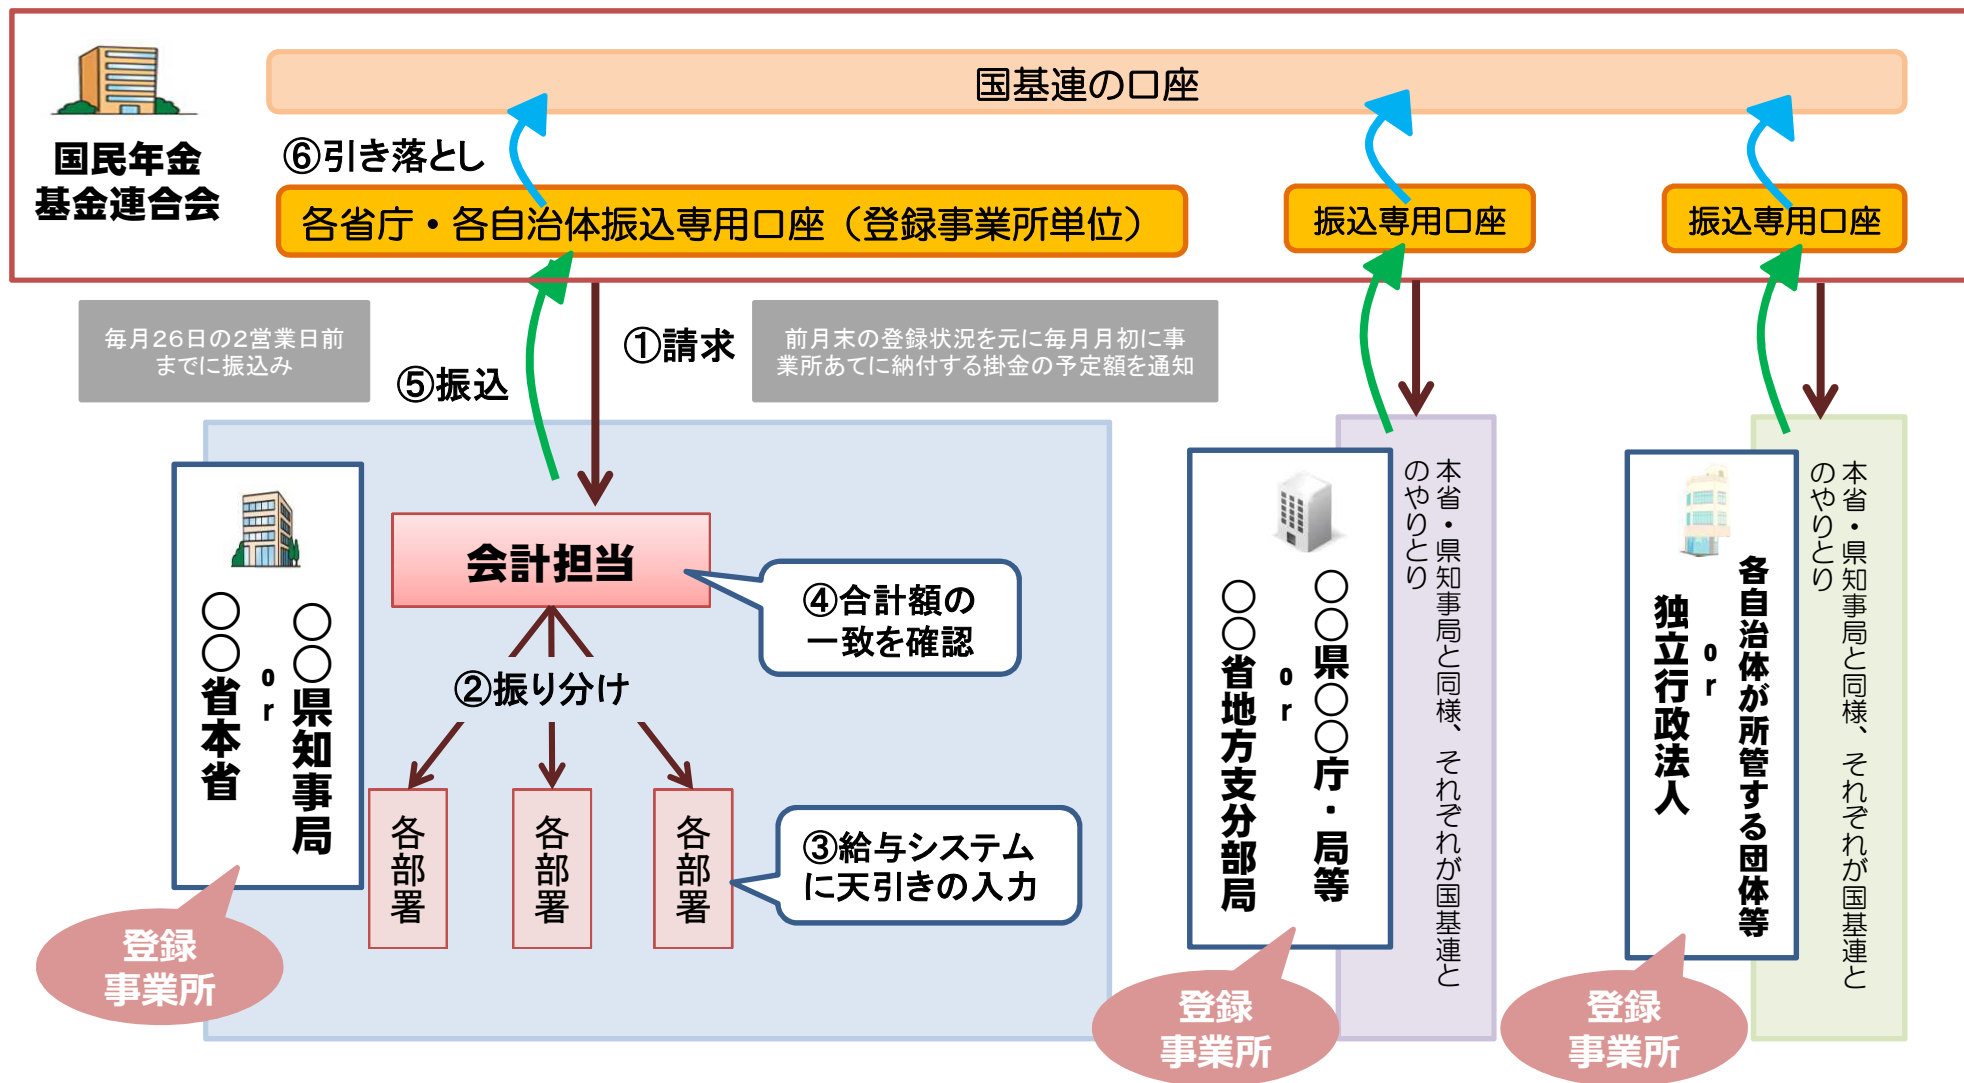 国民年金
基金連合会
国基連の口座
⑥引き落とし
各省庁・各自治体振込専用口座（登録事業所単位）
振込専用口座
振込専用口座
毎月26日の2営業日前
までに振込み
⑤振込
①請求
前月末の登録状況を元に毎月月初に事
業所あてに納付する掛金の予定額を通知
〇〇県知事局
or
〇〇省本省
登録
事業所
会計担当
④合計額の
一致を確認
②振り分け
各部署
各部署
各部署
③給与システム
に天引きの入力
〇〇県〇〇庁・局等
or
〇〇省地方支分部局
登録
事業所
本省・県知事局と同様、それぞれが国基連と
のやりとり
各自治体が所管する団体等
or
独立行政法人
登録
事業所
本省・県知事局と同様、それぞれが国基連と
のやりとり